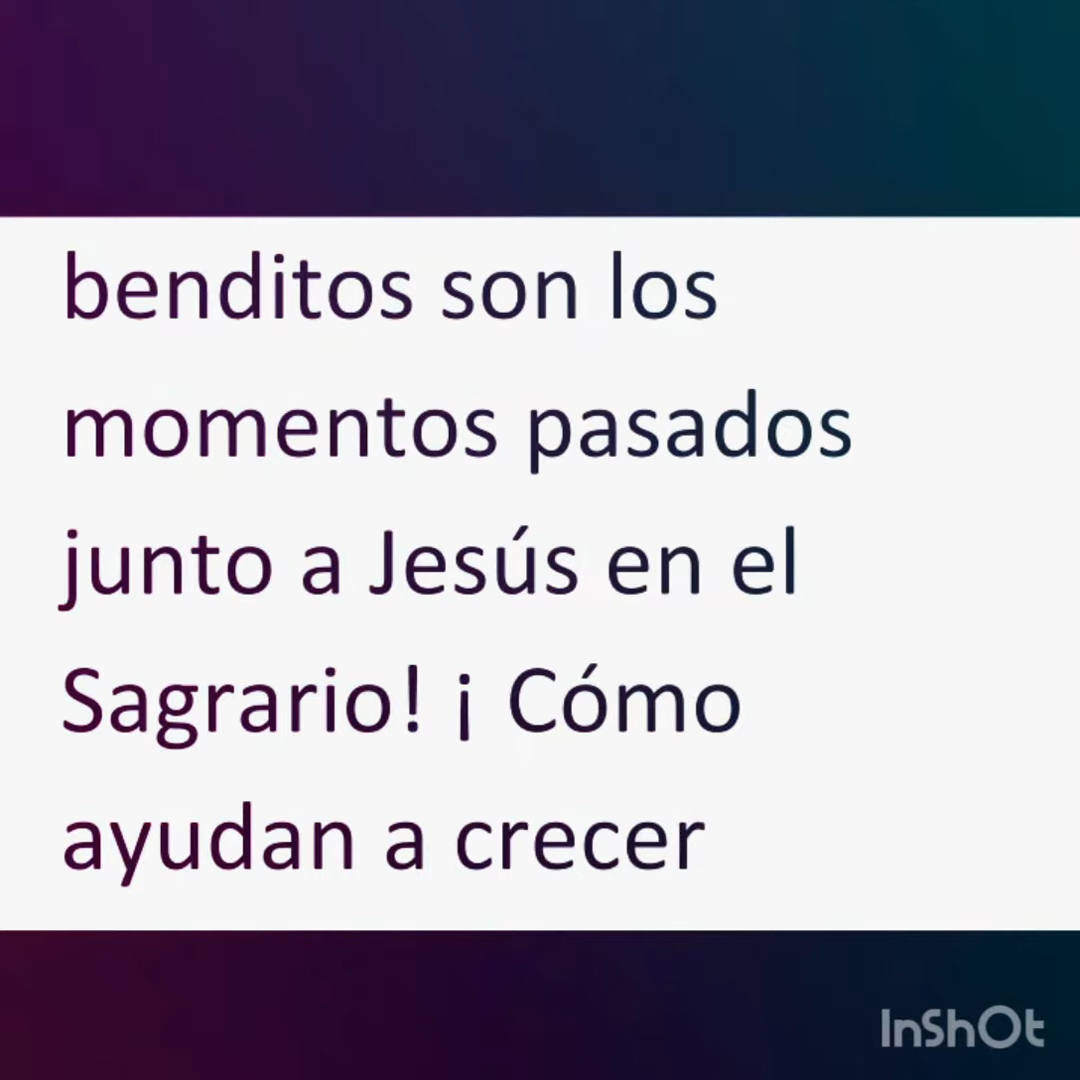 benditos son los
momentos pasados
junto a Jesús en el
Sagrario! ¡ Cómo
ayudan a crecer
InShOt